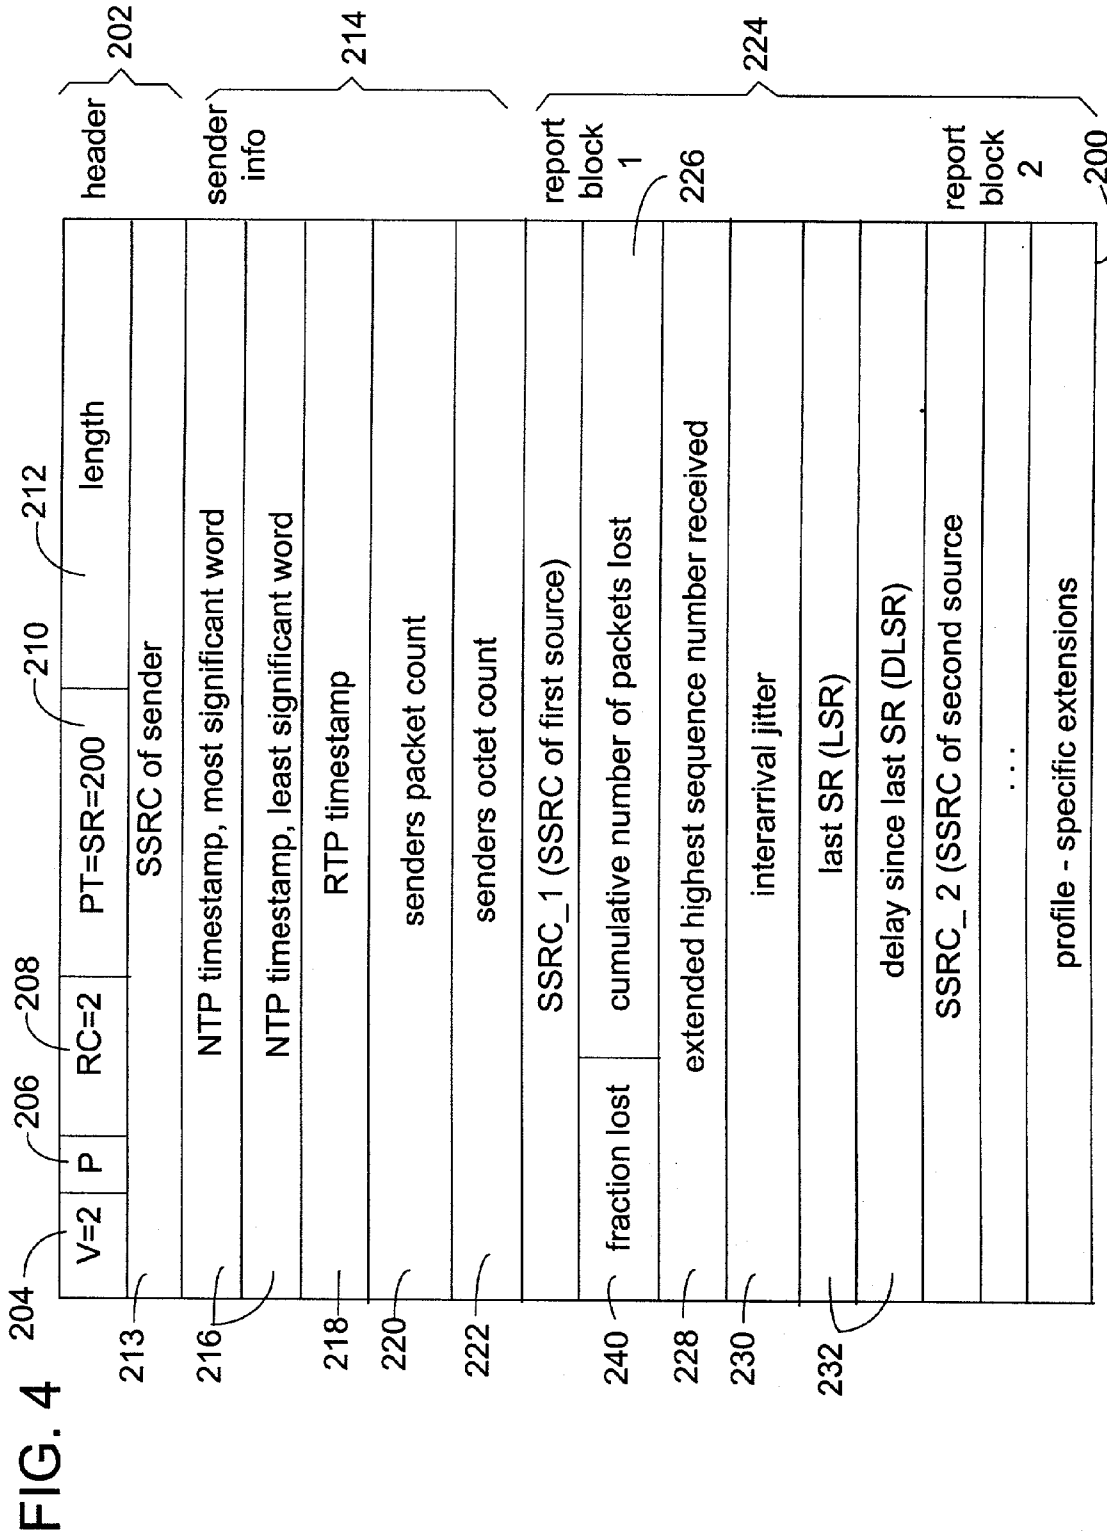 FIG. 4
204
206
208
210
212
V=2
P
RC=2
PT=SR=200
length
header
202
213
SSRC of sender
216
NTP timestamp, most significant word
sender
info
214
NTP timestamp, least significant word
218
RTP timestamp
220
senders packet count
222
senders octet count
SSRC_1 (SSRC of first source)
report
block
1
224
240
fraction lost
cumulative number of packets lost
226
228
extended highest sequence number received
230
interarrival jitter
232
last SR (LSR)
delay since last SR (DLSR)
SSRC_2 (SSRC of second source
report
block
2
...
profile - specific extensions
200